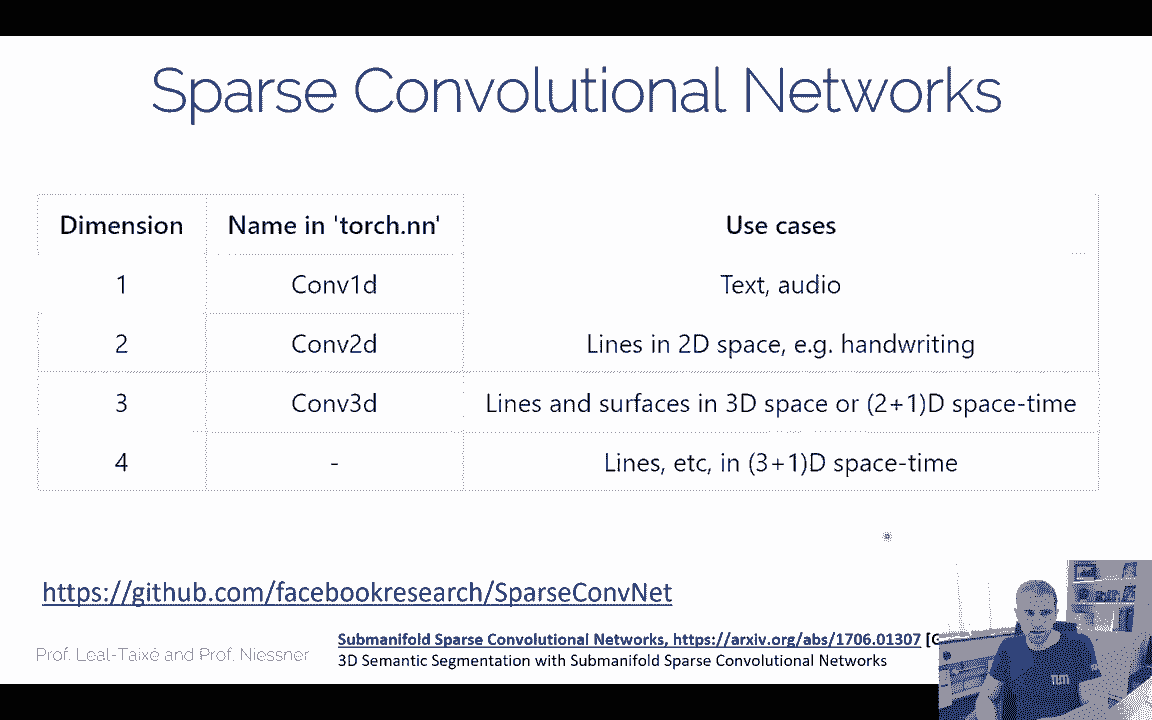 Sparse Convolutional Networks
Dimension Name in 'torch.nn' Use cases
1 Conv1d Text, audio
2 Conv2d Lines in 2D space, e.g. handwriting
3 Conv3d Lines and surfaces in 3D space or (2+1)D space-time
4 - Lines, etc, in (3+1)D space-time
https://github.com/facebookresearch/SparseConvNet
Prof. Leal-Taixé and Prof. Niessner
Submanifold Sparse Convolutional Networks, https://arxiv.org/abs/1706.01307 [
3D Semantic Segmentation with Submanifold Sparse Convolutional Networks
TUM